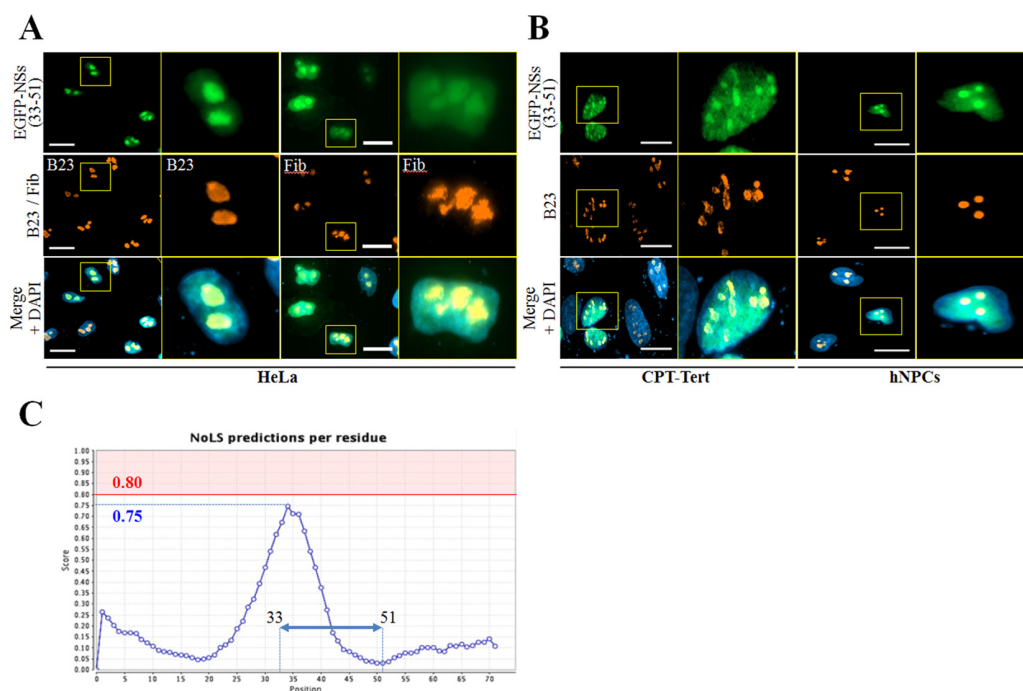 A
B
EGFP-NSs
(33-51)
B23 / Fib
Merge
+ DAPI
B23
B23
Fib
Fib
HeLa
EGFP-NSs
(33-51)
B23
Merge
+ DAPI
CPT-Tert
hNPCs
C
NoLS predictions per residue
1.00
0.95
0.90
0.85
0.80
0.75
0.70
0.65
0.60
0.55
0.50
0.45
0.40
0.35
0.30
0.25
0.20
0.15
0.10
0.05
0.00
Score
0.80
0.75
33
51
0 5 10 15 20 25 30 35 40 45 50 55 60 65 70
Position